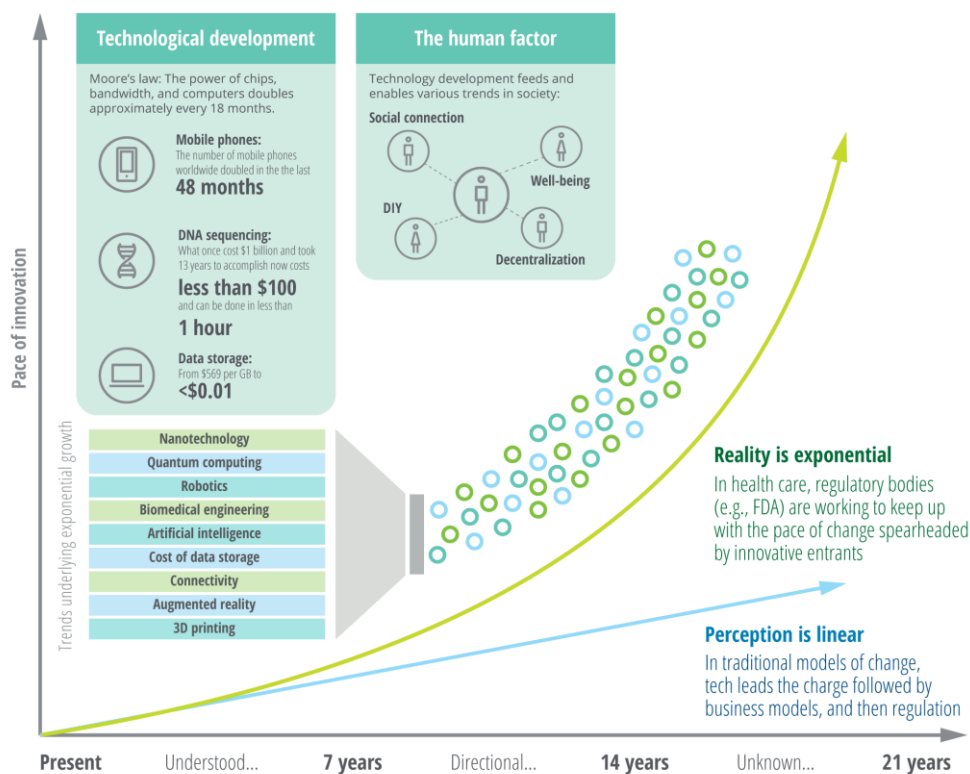 Technological development
Moore's law: The power of chips,
bandwidth, and computers doubles
approximately every 18 months.
Mobile phones:
The number of mobile phones
worldwide doubled in the the last
48 months
DNA sequencing:
What once cost $1 billion and took
13 years to accomplish now costs
less than $100
and can be done in less than
1 hour
Data storage:
From $569 per GB to
<$0.01
The human factor
Technology development feeds and
enables various trends in society:
Social connection
Well-being
DIY
Decentralization
Pace of innovation
Trends underlying exponential growth
Nanotechnology
Quantum computing
Robotics
Biomedical engineering
Artificial intelligence
Cost of data storage
Connectivity
Augmented reality
3D printing
Reality is exponential
In health care, regulatory bodies
(e.g., FDA) are working to keep up
with the pace of change spearheaded
by innovative entrants
Perception is linear
In traditional models of change,
tech leads the charge followed by
business models, and then regulation
Present Understood... 7 years Directional... 14 years Unknown... 21 years